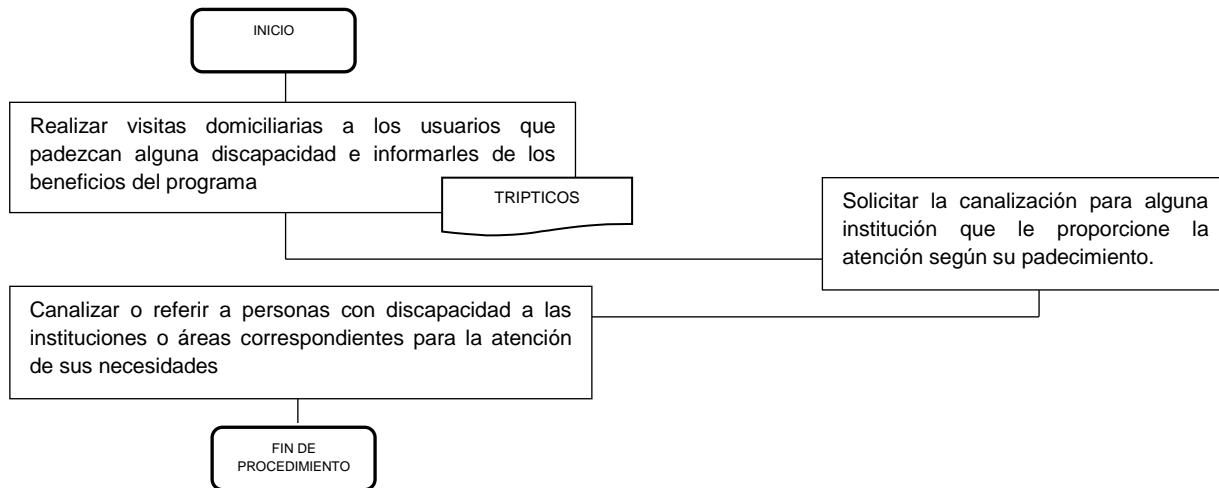 INICIO
Realizar visitas domiciliarias a los usuarios que
padezcan alguna discapacidad e informarles de los
beneficios del programa
TRIPTICOS
Solicitar la canalización para alguna
institución que le proporcione la
atención según su padecimiento.
Canalizar o referir a personas con discapacidad a las
instituciones o áreas correspondientes para la atención
de sus necesidades
FIN DE
PROCEDIMIENTO